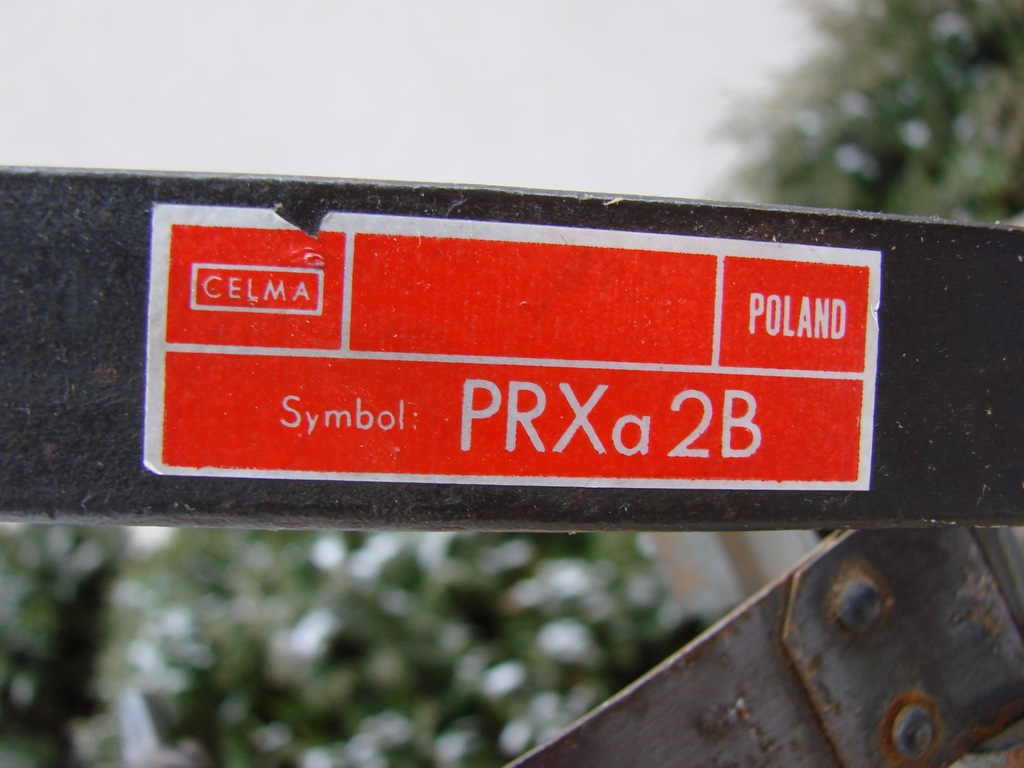 CELMA
POLAND
Symbol: PRXa 2B